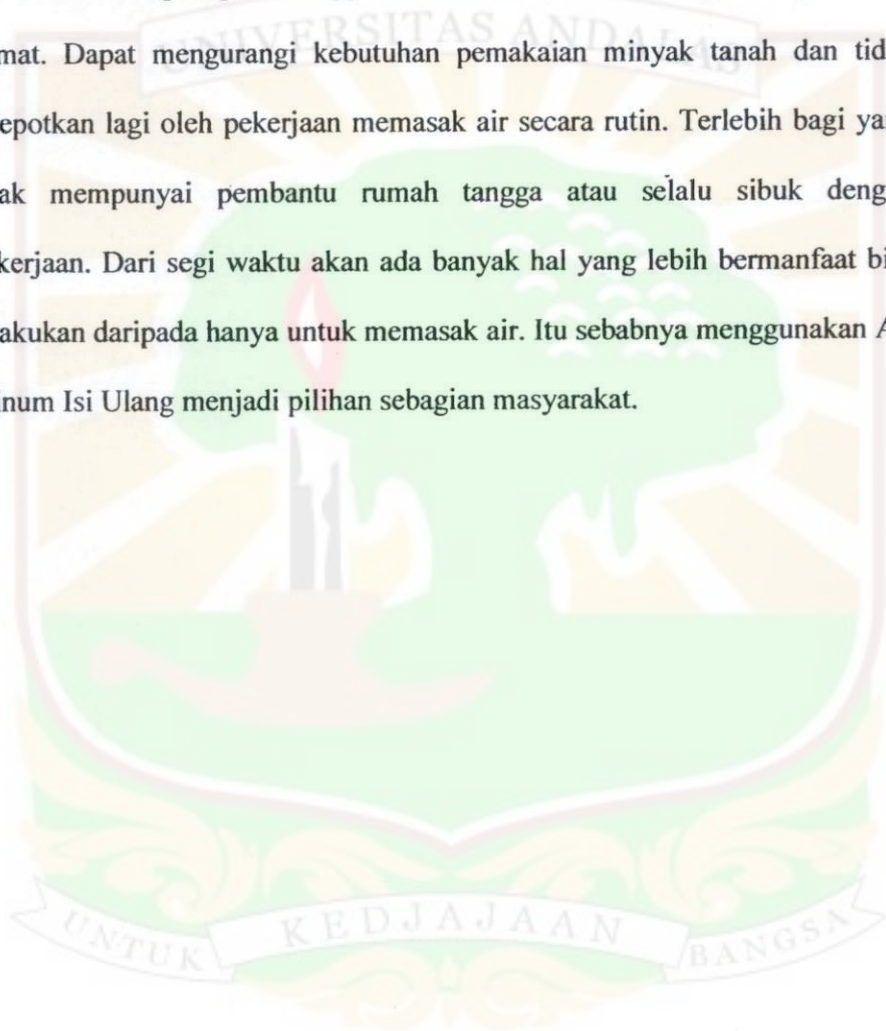 UNIVERSITAS ANDALAS
mat. Dapat mengurangi kebutuhan pemakaian minyak tanah dan tid
epotkan lagi oleh pekerjaan memasak air secara rutin. Terlebih bagi ya
ak mempunyai pembantu rumah tangga atau selalu sibuk deng
kerjaan. Dari segi waktu akan ada banyak hal yang lebih bermanfaat bi
akukan daripada hanya untuk memasak air. Itu sebabnya menggunakan A
num Isi Ulang menjadi pilihan sebagian masyarakat.
UNTUK KEDJAJAAN BANGSA